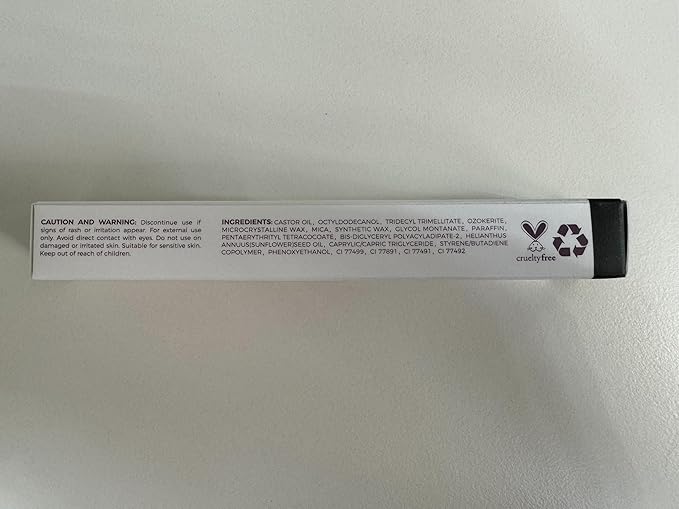 CAUTION AND WARNING: Discontinue use if
signs of rash or irritation appear. For external use
only. Avoid direct contact with eyes. Do not use on
damaged or irritated skin. Suitable for sensitive skin.
Keep out of reach of children.
INGREDIENTS: CASTOR OIL, OCTYLDODECANOL, TRIDECYL TRIMELLITATE, OZOKERITE,
MICROCRYSTALLINE WAX, MICA, SYNTHETIC WAX, GLYCOL MONTANATE, PARAFFIN,
PENTAERYTHRITYL TETRACOCOATE, BIS-DIGLYCERYL POLYACYLADIPATE-2, HELIANTHUS
ANNUUS[SUNFLOWER]SEED OIL, CAPRYLIC/CAPRIC TRIGLYCERIDE, STYRENE/BUTADIENE
COPOLYMER, PHENOXYETHANOL, CI 77499, CI 77891, CI 77491, CI 77492
crueltyfree